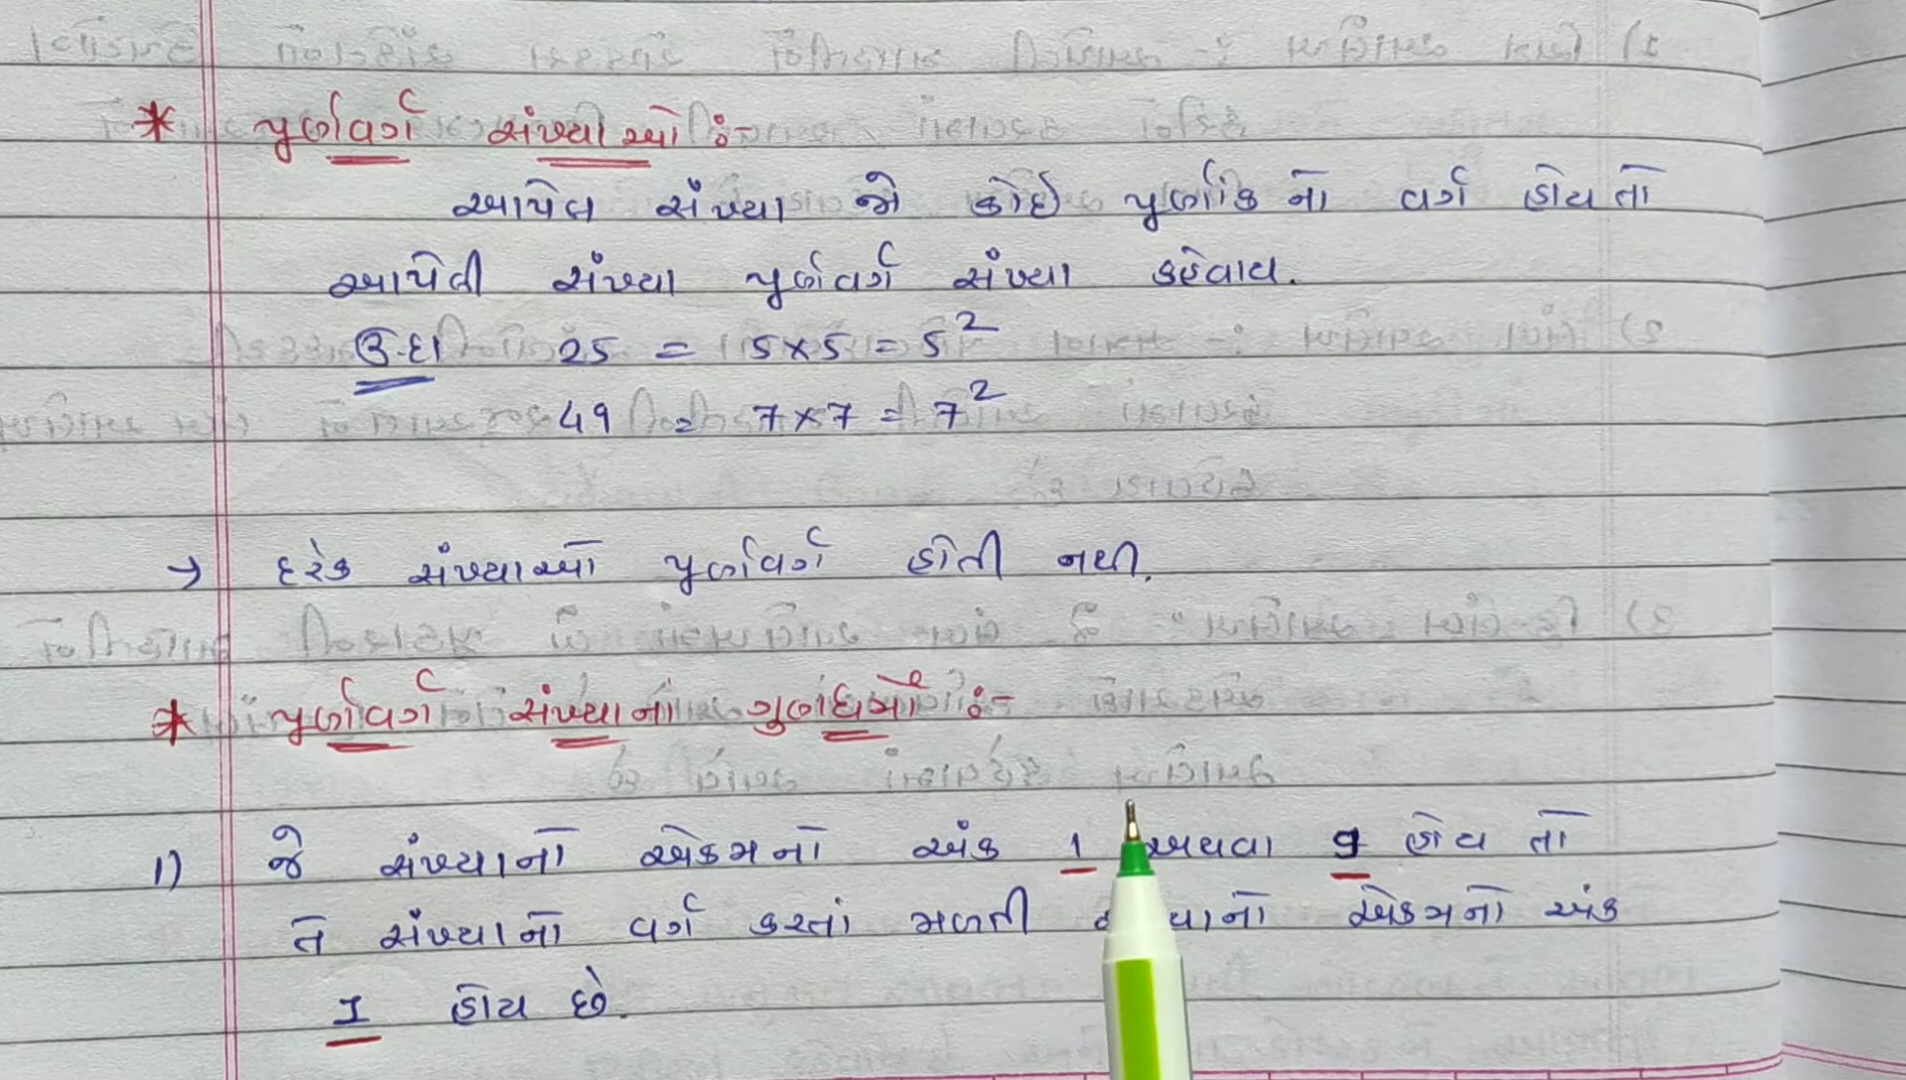 * પૂર્ણવર્ગ સંખ્યાઓ :-
આપેલ સંખ્યા જો કોઈ પૂર્ણાંક નો વર્ગ હોય તો
આપેલી સંખ્યા પૂર્ણવર્ગ સંખ્યા કહેવાય.
ઉ.દા 25 = 5×5 = 5²
49 = 7×7 = 7²
→ દરેક સંખ્યાઓ પૂર્ણવર્ગ હોતી નથી.
* પૂર્ણવર્ગ સંખ્યાના ગુણધર્મો :-
1) જે સંખ્યાનો એકમનો અંક 1 અથવા 9 હોય તો
તે સંખ્યાનો વર્ગ કરતાં મળતી એકમનો અંક
1 હોય છે.